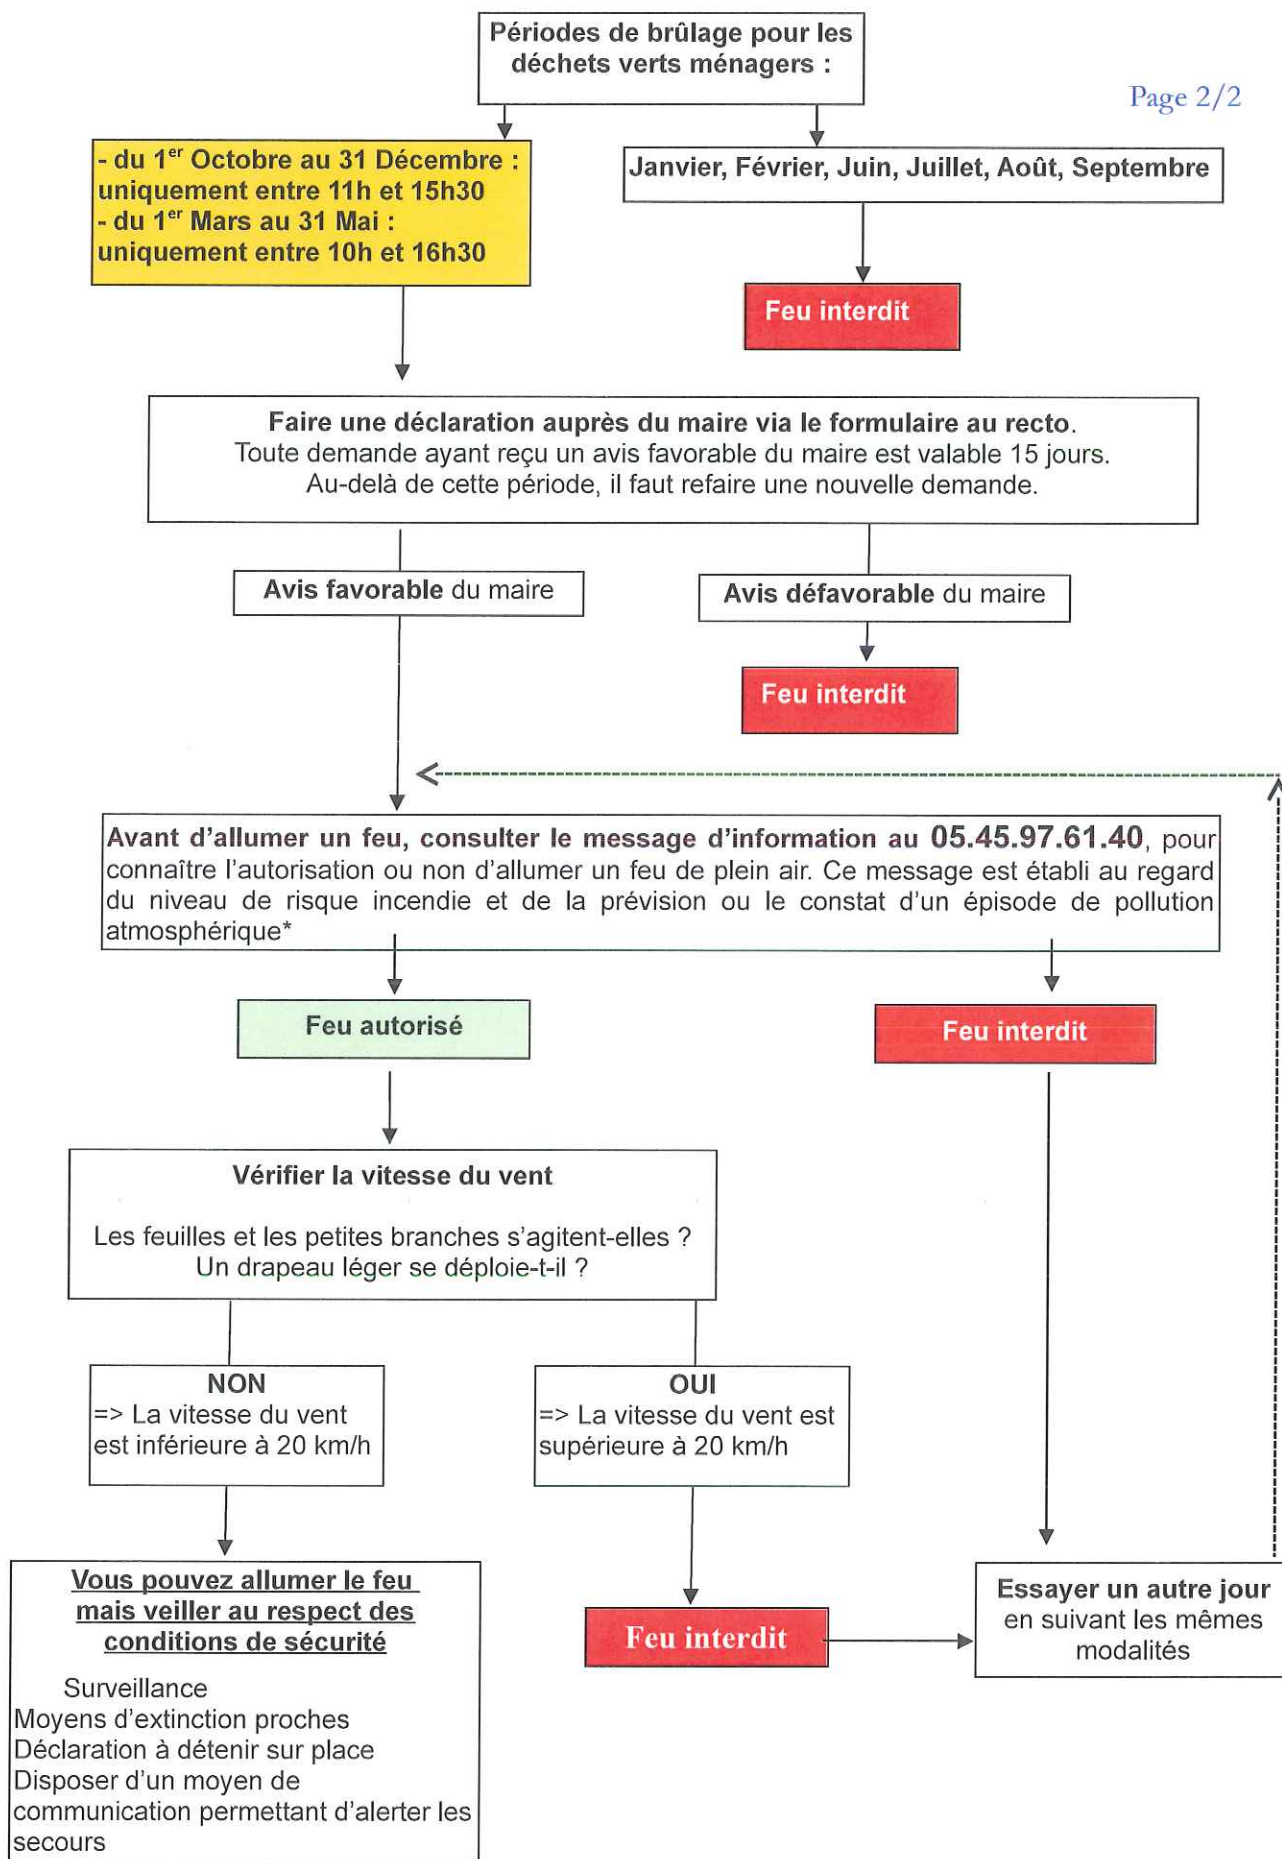 Périodes de brûlage pour les
déchets verts ménagers :
Page 2/2
- du 1er Octobre au 31 Décembre :
uniquement entre 11h et 15h30
- du 1er Mars au 31 Mai :
uniquement entre 10h et 16h30
Janvier, Février, Juin, Juillet, Août, Septembre
Feu interdit
Faire une déclaration auprès du maire via le formulaire au recto.
Toute demande ayant reçu un avis favorable du maire est valable 15 jours.
Au-delà de cette période, il faut refaire une nouvelle demande.
Avis favorable du maire
Avis défavorable du maire
Feu interdit
Avant d'allumer un feu, consulter le message d'information au 05.45.97.61.40, pour
connaître l'autorisation ou non d'allumer un feu de plein air. Ce message est établi au regard
du niveau de risque incendie et de la prévision ou le constat d'un épisode de pollution
atmosphérique*
Feu autorisé
Feu interdit
Vérifier la vitesse du vent
Les feuilles et les petites branches s'agitent-elles ?
Un drapeau léger se déploie-t-il ?
NON
=> La vitesse du vent
est inférieure à 20 km/h
OUI
=> La vitesse du vent est
supérieure à 20 km/h
Vous pouvez allumer le feu
mais veiller au respect des
conditions de sécurité
Surveillance
Moyens d'extinction proches
Déclaration à détenir sur place
Disposer d'un moyen de
communication permettant d'alerter les
secours
Feu interdit
Essayer un autre jour
en suivant les mêmes
modalités